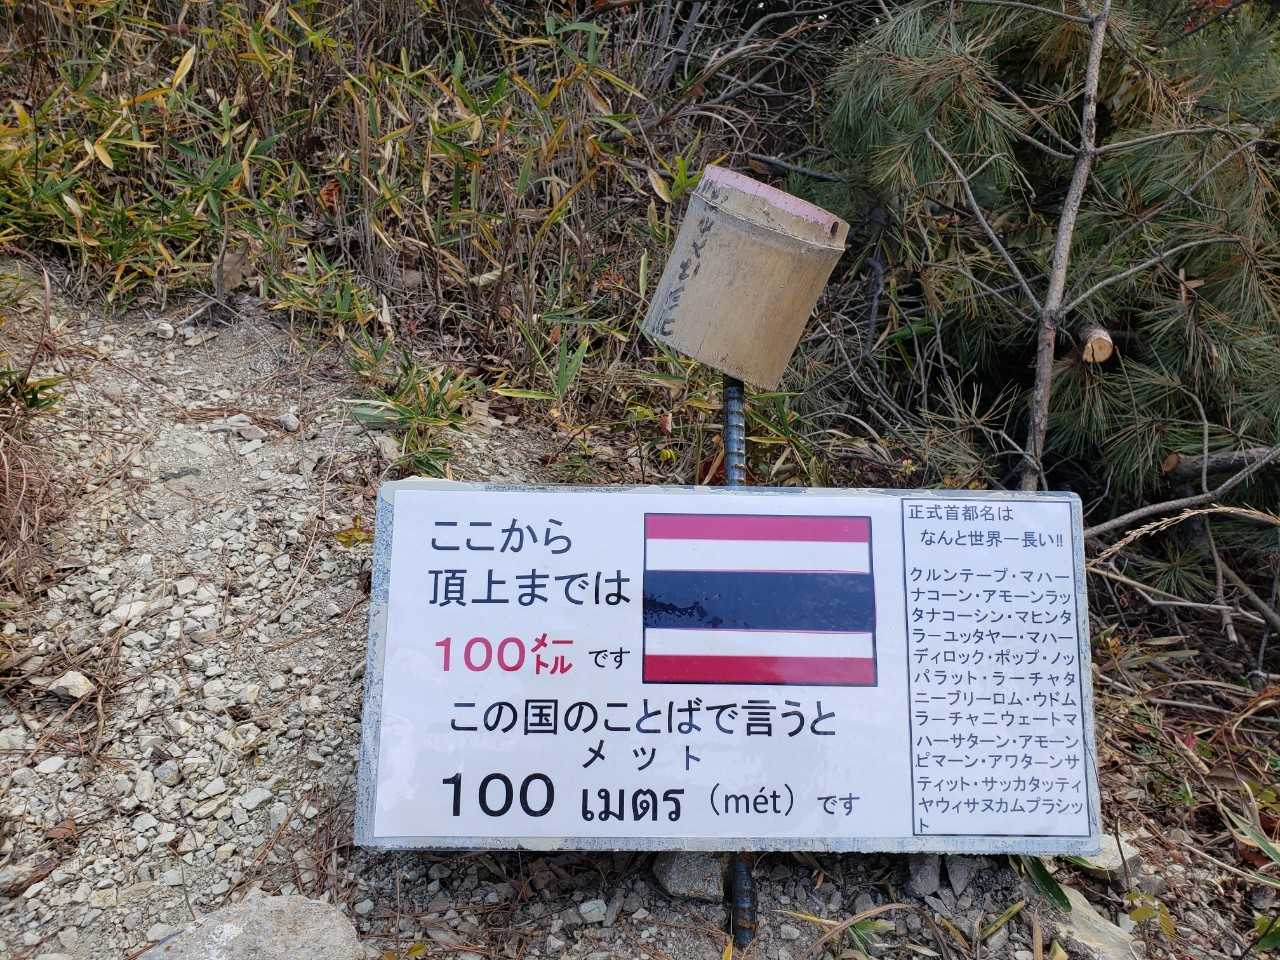 ここから
頂上までは
100メートル です
この国のことばで言うと
メット
100 เมตร (mét) です
正式首都名は
なんと世界一長い!!
クルンテープ・マハー
ナコーン・アモーンラッ
タナコーシン・マヒンタ
ラーユッタヤー・マハー
ディロック・ポップ・ノッ
パラット・ラーチャタ
ニーブリーロム・ウドム
ラーチャニウェートマ
ハーサターン・アモーン
ピマーン・アワターンサ
ティット・サッカタッティ
ヤウィサヌカムプラシッ
ト